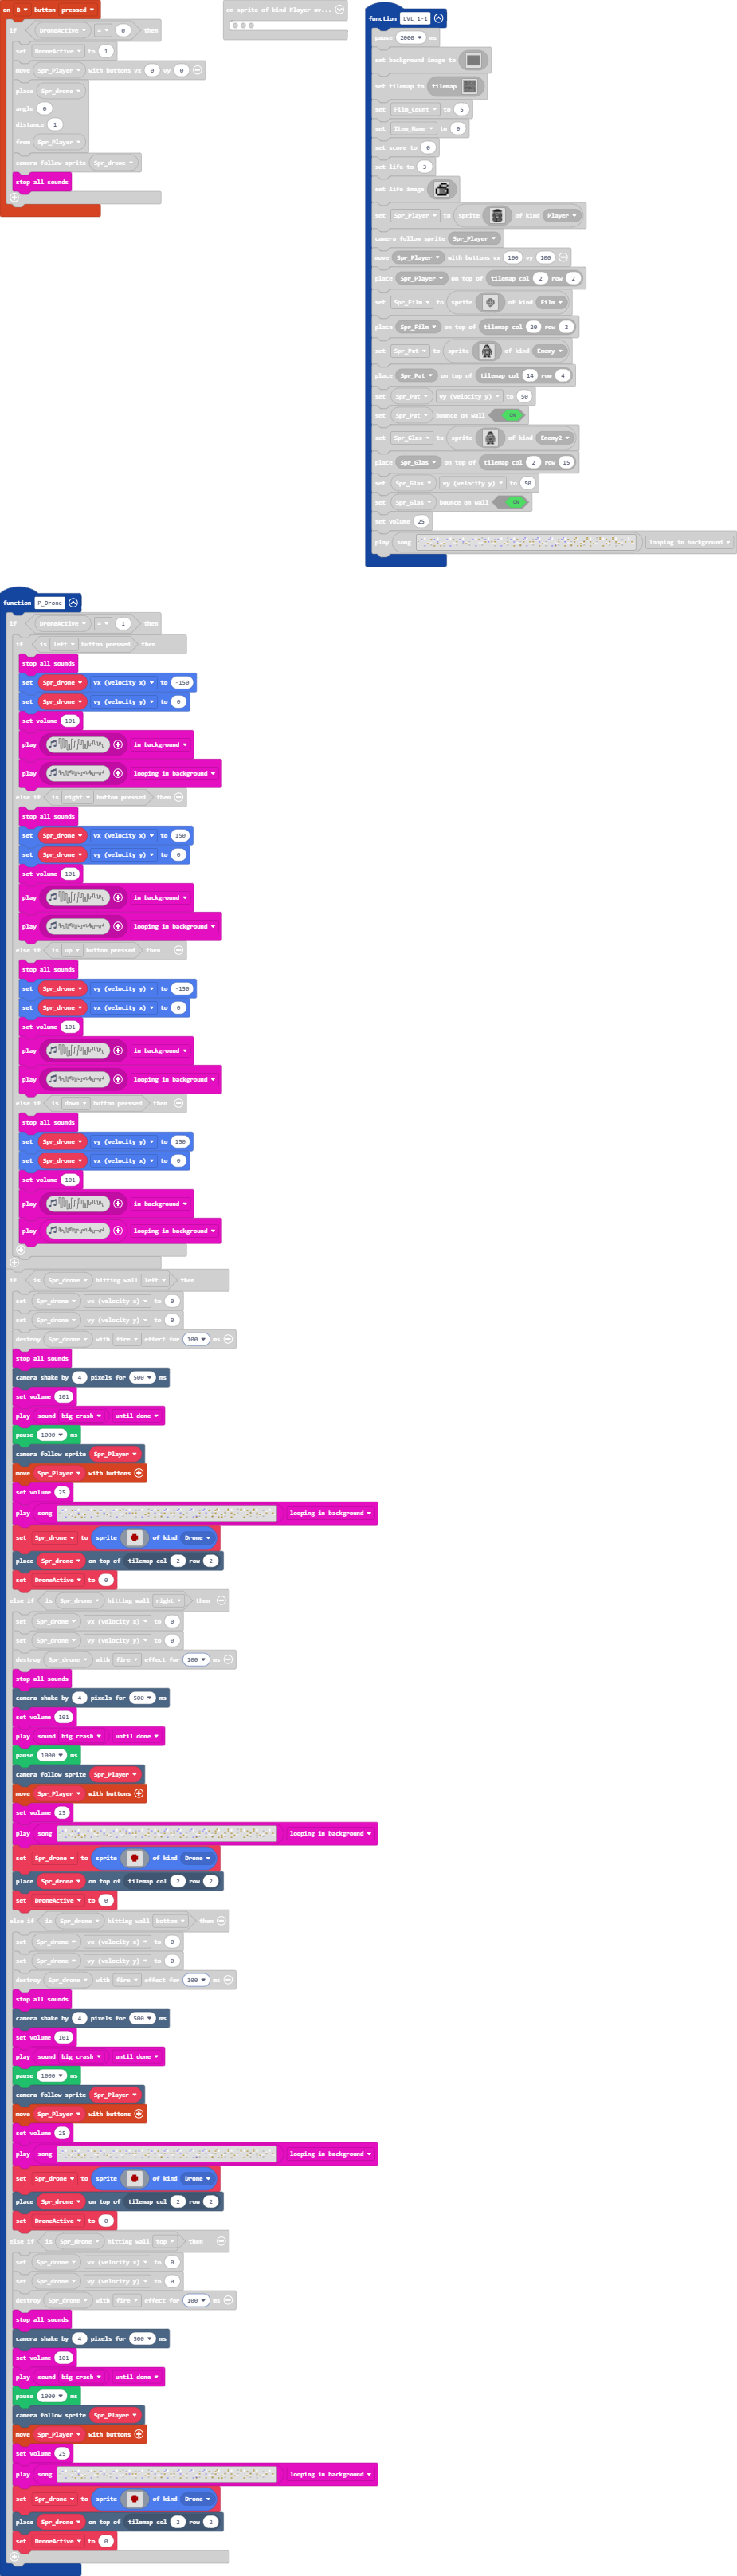 on B button pressed
if DroneActive = 0 then
set DroneActive to 1
move Spr_Player with buttons vx 0 vy 0
place Spr_drone
angle 0
distance 1
from Spr_Player
camera follow sprite Spr_drone
stop all sounds
on sprite of kind Player ov...
function LVL_1-1
pause 2000 ms
set background image to
set tilemap to tilemap
set Film_Count to 5
set Item_Name to 0
set score to 0
set life to 3
set life image
set Spr_Player to sprite of kind Player
camera follow sprite Spr_Player
move Spr_Player with buttons vx 100 vy 100
place Spr_Player on top of tilemap col 2 row 2
set Spr_Film to sprite of kind Film
place Spr_Film on top of tilemap col 20 row 2
set Spr_Pat to sprite of kind Enemy
place Spr_Pat on top of tilemap col 14 row 4
set Spr_Pat vy (velocity y) to 50
set Spr_Pat bounce on wall ON
set Spr_Glas to sprite of kind Enemy2
place Spr_Glas on top of tilemap col 2 row 15
set Spr_Glas vy (velocity y) to 50
set Spr_Glas bounce on wall ON
set volume 25
play song looping in background
function P_Drone
if DroneActive = 1 then
if is left button pressed then
stop all sounds
set Spr_drone vx (velocity x) to -150
set Spr_drone vy (velocity y) to 0
set volume 101
play in background
play looping in background
else if is right button pressed then
stop all sounds
set Spr_drone vx (velocity x) to 150
set Spr_drone vy (velocity y) to 0
set volume 101
play in background
play looping in background
else if is up button pressed then
stop all sounds
set Spr_drone vy (velocity y) to -150
set Spr_drone vx (velocity x) to 0
set volume 101
play in background
play looping in background
else if is down button pressed then
stop all sounds
set Spr_drone vy (velocity y) to 150
set Spr_drone vx (velocity x) to 0
set volume 101
play in background
play looping in background
if is Spr_drone hitting wall left then
set Spr_drone vx (velocity x) to 0
set Spr_drone vy (velocity y) to 0
destroy Spr_drone with fire effect for 100 ms
stop all sounds
camera shake by 4 pixels for 500 ms
set volume 101
play sound big crash until done
pause 1000 ms
camera follow sprite Spr_Player
move Spr_Player with buttons
set volume 25
play song looping in background
set Spr_drone to sprite of kind Drone
place Spr_drone on top of tilemap col 2 row 2
set DroneActive to 0
else if is Spr_drone hitting wall right then
set Spr_drone vx (velocity x) to 0
set Spr_drone vy (velocity y) to 0
destroy Spr_drone with fire effect for 100 ms
stop all sounds
camera shake by 4 pixels for 500 ms
set volume 101
play sound big crash until done
pause 1000 ms
camera follow sprite Spr_Player
move Spr_Player with buttons
set volume 25
play song looping in background
set Spr_drone to sprite of kind Drone
place Spr_drone on top of tilemap col 2 row 2
set DroneActive to 0
else if is Spr_drone hitting wall bottom then
set Spr_drone vx (velocity x) to 0
set Spr_drone vy (velocity y) to 0
destroy Spr_drone with fire effect for 100 ms
stop all sounds
camera shake by 4 pixels for 500 ms
set volume 101
play sound big crash until done
pause 1000 ms
camera follow sprite Spr_Player
move Spr_Player with buttons
set volume 25
play song looping in background
set Spr_drone to sprite of kind Drone
place Spr_drone on top of tilemap col 2 row 2
set DroneActive to 0
else if is Spr_drone hitting wall top then
set Spr_drone vx (velocity x) to 0
set Spr_drone vy (velocity y) to 0
destroy Spr_drone with fire effect for 100 ms
stop all sounds
camera shake by 4 pixels for 500 ms
set volume 101
play sound big crash until done
pause 1000 ms
camera follow sprite Spr_Player
move Spr_Player with buttons
set volume 25
play song looping in background
set Spr_drone to sprite of kind Drone
place Spr_drone on top of tilemap col 2 row 2
set DroneActive to 0